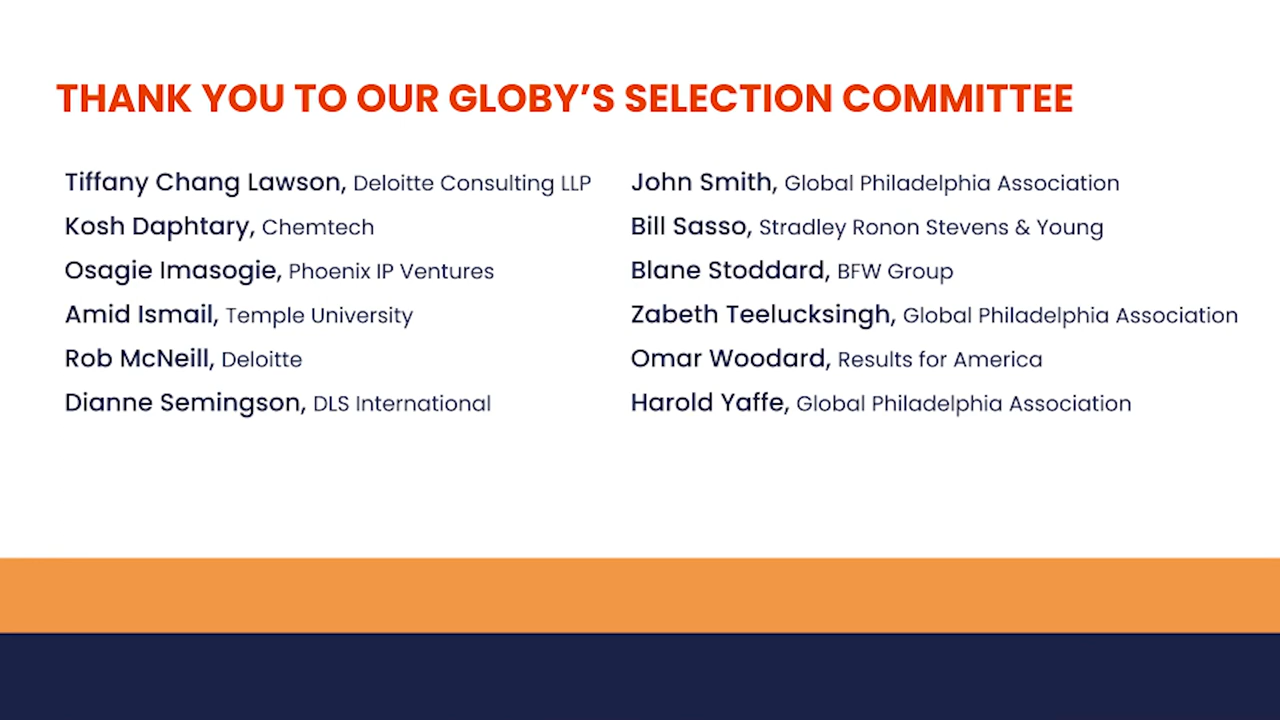 THANK YOU TO OUR GLOBY’S SELECTION COMMITTEE
Tiffany Chang Lawson, Deloitte Consulting LLP
Kosh Daphtary, Chemtech
Osagie Imasogie, Phoenix IP Ventures
Amid Ismail, Temple University
Rob McNeill, Deloitte
Dianne Semingson, DLS International
John Smith, Global Philadelphia Association
Bill Sasso, Stradley Ronon Stevens & Young
Blane Stoddard, BFW Group
Zabeth Teelucksingh, Global Philadelphia Association
Omar Woodard, Results for America
Harold Yaffe, Global Philadelphia Association